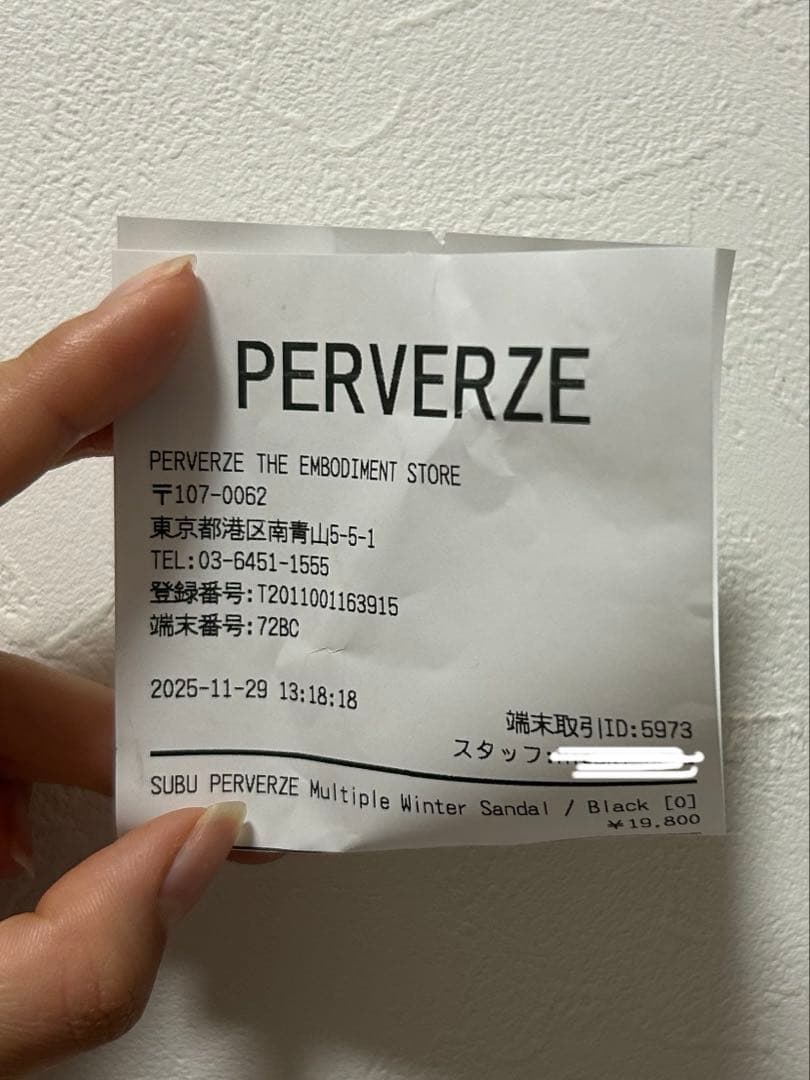 PERVERZE
PERVERZE THE EMBODIMENT STORE
〒107-0062
東京都港区南青山5-5-1
TEL:03-6451-1555
登録番号:T2011001163915
端末番号:72BC
2025-11-29 13:18:18
端末取引ID:5973
スタッフ:
SUBU PERVERZE Multiple Winter Sandal / Black [0]
¥19,800